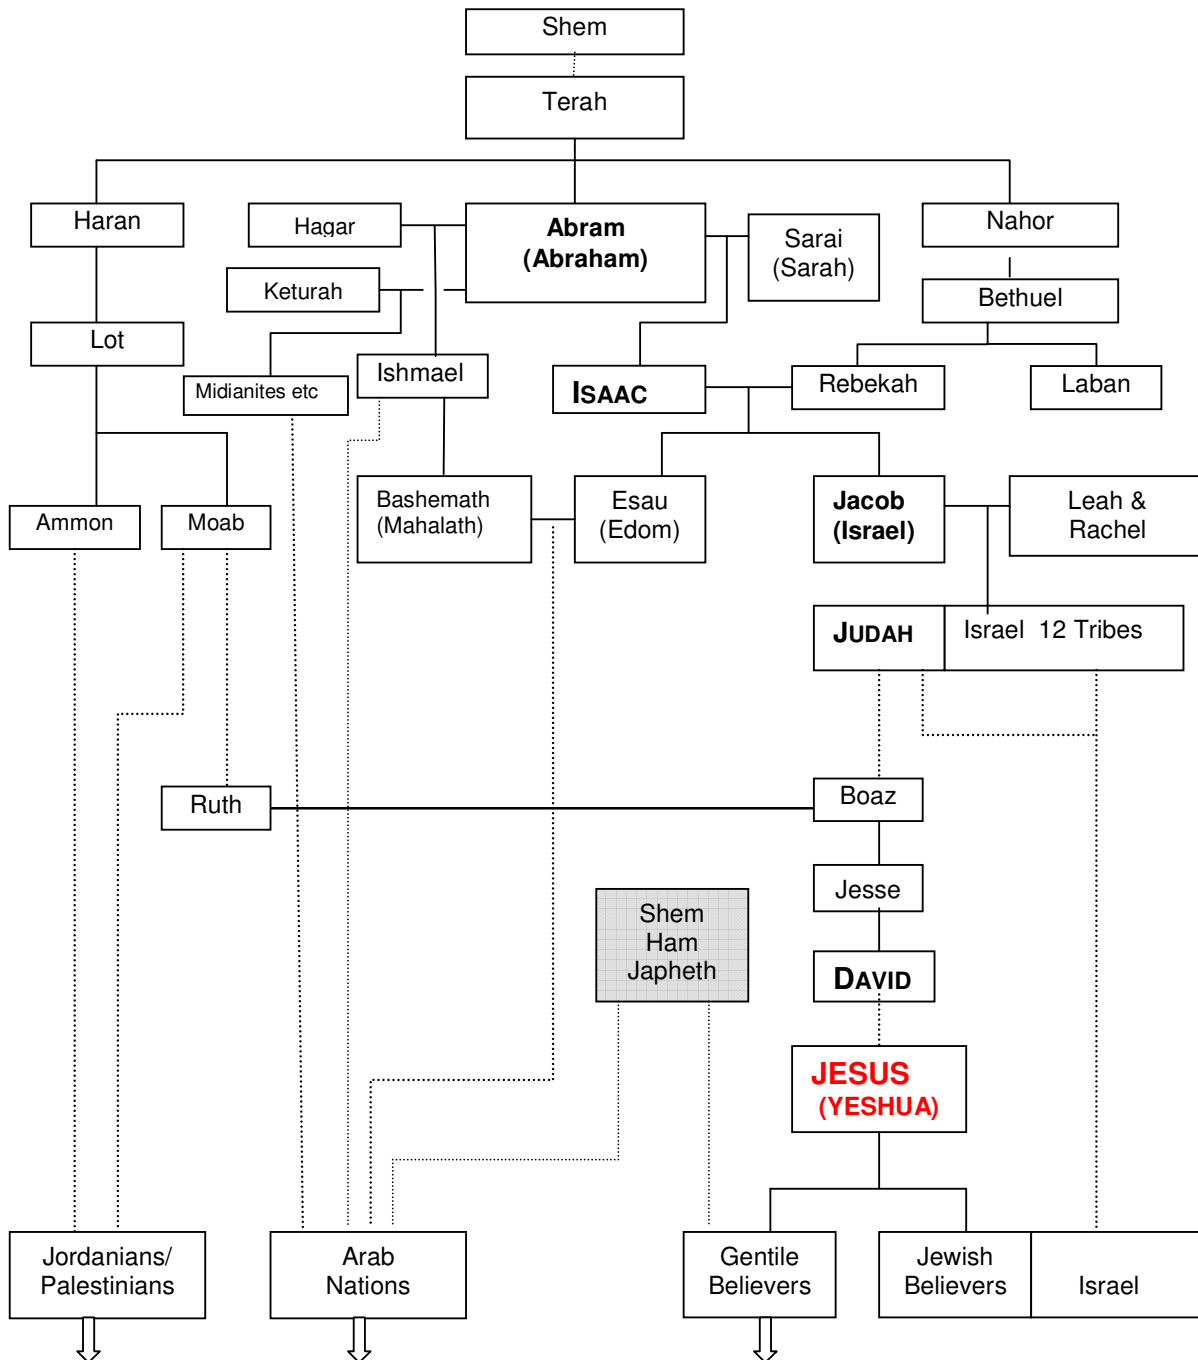 Shem
Terah
Haran
Hagar
Abram
(Abraham)
Sarai
(Sarah)
Nahor
Keturah
Bethuel
Lot
Midianites etc
Ishmael
ISAAC
Rebekah
Laban
Ammon
Moab
Bashemath
(Mahalath)
Esau
(Edom)
Jacob
(Israel)
Leah &
Rachel
JUDAH
Israel 12 Tribes
Ruth
Boaz
Jesse
Shem
Ham
Japheth
DAVID
JESUS
(YESHUA)
Jordanians/
Palestinians
Arab
Nations
Gentile
Believers
Jewish
Believers
Israel